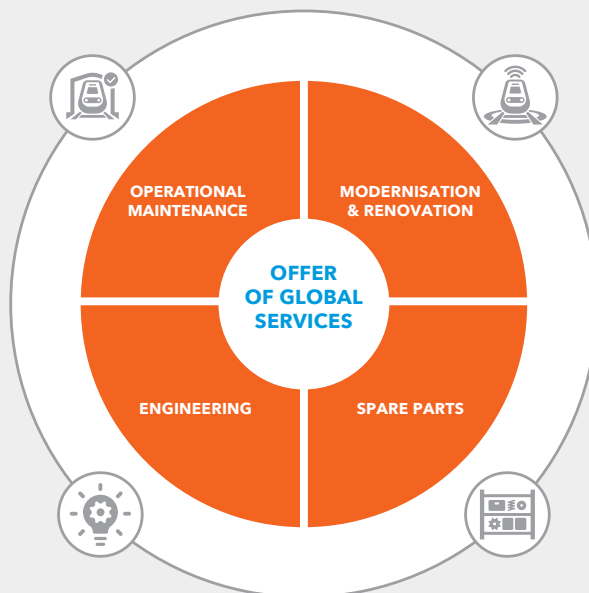 OPERATIONAL
MAINTENANCE
MODERNISATION
& RENOVATION
OFFER
OF GLOBAL
SERVICES
ENGINEERING
SPARE PARTS